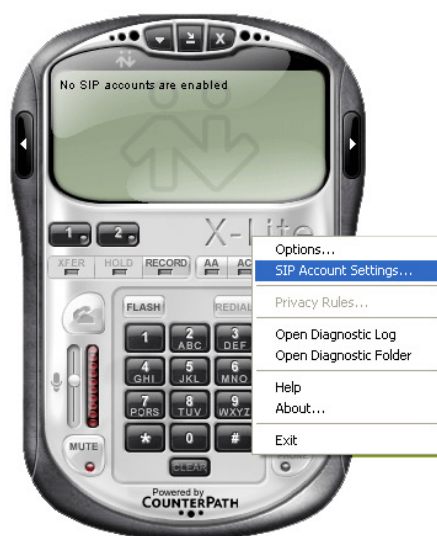 X
No SIP accounts are enabled
1 2
X-Lite
XFER HOLD RECORD AA AC
FLASH REDIAL
1 2 ABC 3 DEF
4 GHI 5 JKL 6 MNO
7 PQRS 8 TUV 9 WXYZ
* 0 #
MUTE
CLEAR
Powered by
COUNTERPATH
Options...
SIP Account Settings...
Privacy Rules...
Open Diagnostic Log
Open Diagnostic Folder
Help
About...
Exit